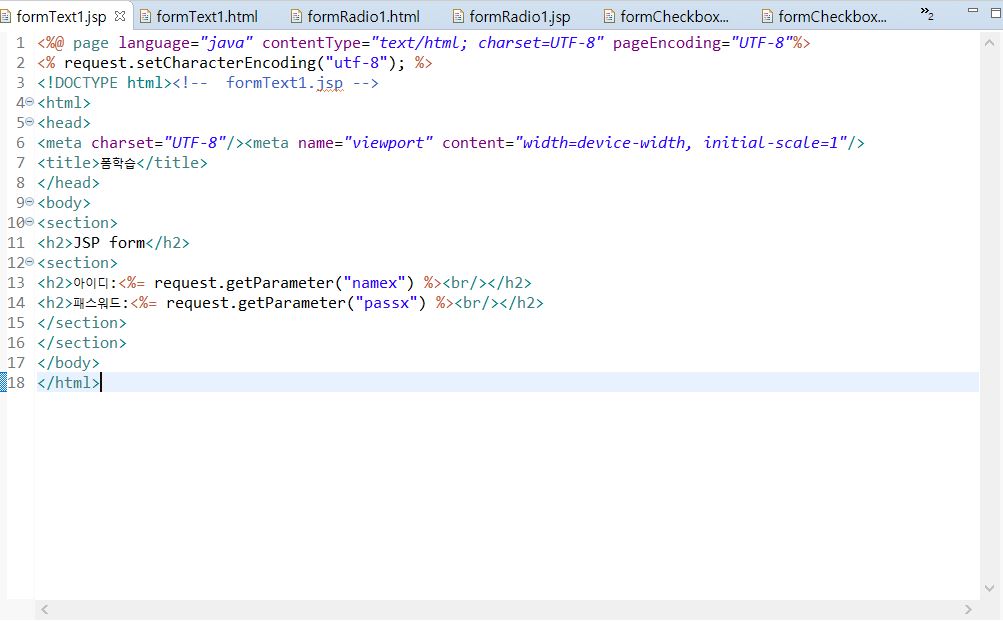 formText1.jsp formText1.html formRadio1.html formRadio1.jsp formCheckbox... formCheckbox... »2
1 <%@ page language="java" contentType="text/html; charset=UTF-8" pageEncoding="UTF-8"%>
2 <% request.setCharacterEncoding("utf-8"); %>
3 <!DOCTYPE html><!--  formText1.jsp -->
4 <html>
5 <head>
6 <meta charset="UTF-8"/><meta name="viewport" content="width=device-width, initial-scale=1"/>
7 <title>폼학습</title>
8 </head>
9 <body>
10 <section>
11 <h2>JSP form</h2>
12 <section>
13 <h2>아이디:<%= request.getParameter("namex") %><br/></h2>
14 <h2>패스워드:<%= request.getParameter("passx") %><br/></h2>
15 </section>
16 </section>
17 </body>
18 </html>